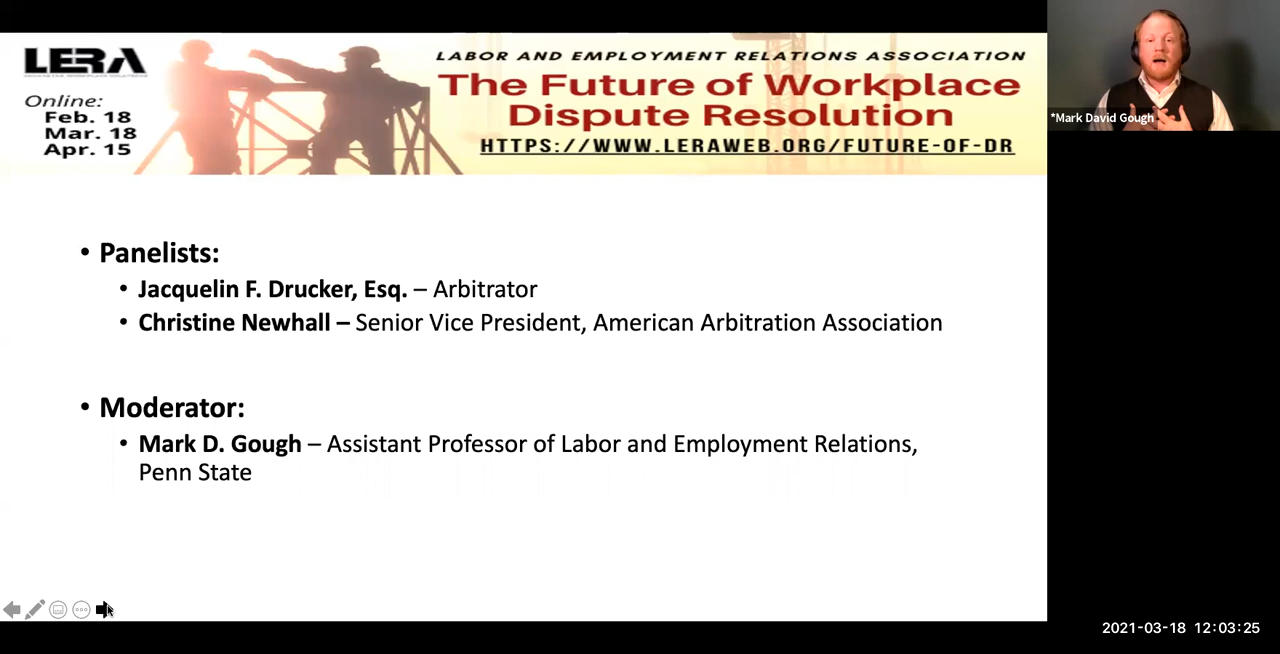 LERA
Online:
Feb. 18
Mar. 18
Apr. 15
LABOR AND EMPLOYMENT RELATIONS ASSOCIATION
The Future of Workplace
Dispute Resolution
HTTPS://WWW.LERAWEB.ORG/FUTURE-OF-DR
*Mark David Gough
• Panelists:
• Jacquelin F. Drucker, Esq. – Arbitrator
• Christine Newhall – Senior Vice President, American Arbitration Association
• Moderator:
• Mark D. Gough – Assistant Professor of Labor and Employment Relations,
Penn State
2021-03-18 12:03:25